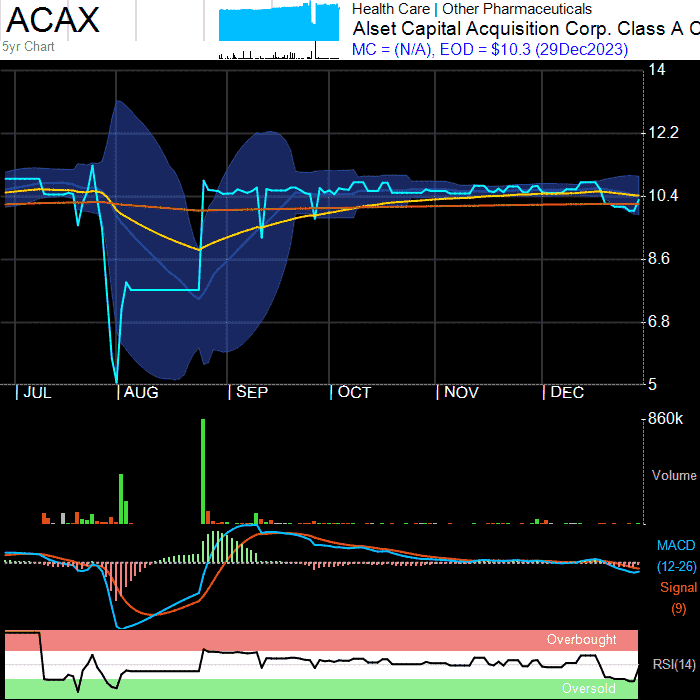 ACAX
5yr Chart
Health Care | Other Pharmaceuticals
Alset Capital Acquisition Corp. Class A C
MC = (N/A), EOD = $10.3 (29Dec2023)
14
12.2
10.4
8.6
6.8
5
JUL AUG SEP OCT NOV DEC
860k
Volume
MACD
(12-26)
Signal
(9)
Overbought
RSI(14)
Oversold